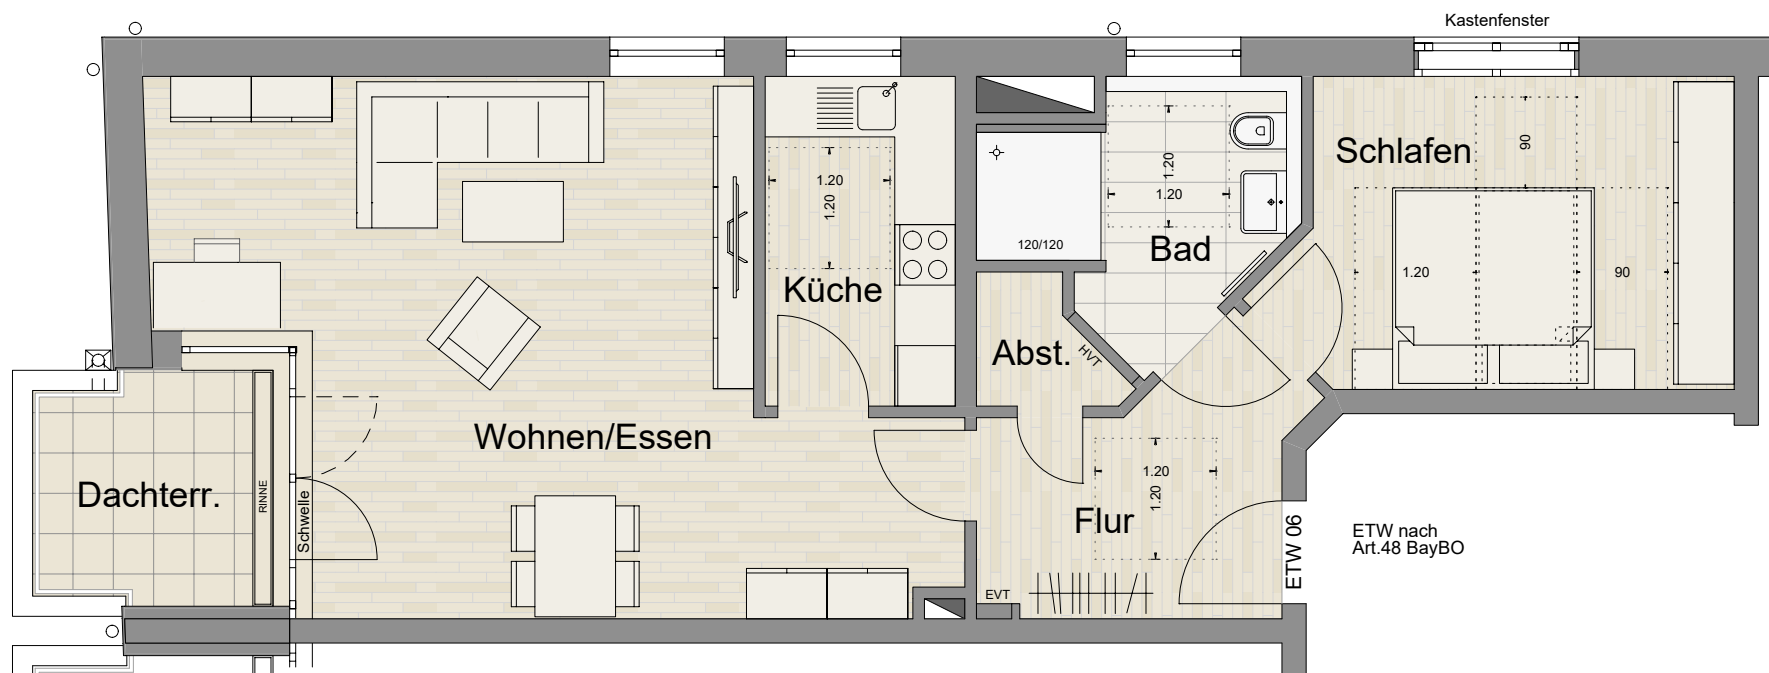 Kastenfenster
Schlafen
90
1.20
1.20
1.20
1.20
120/120
Bad
1.20
90
Küche
Abst.
HVT
Wohnen/Essen
Dachterr.
RINNE
Schwelle
1.20
1.20
Flur
ETW 06
ETW nach
Art.48 BayBO
EVT